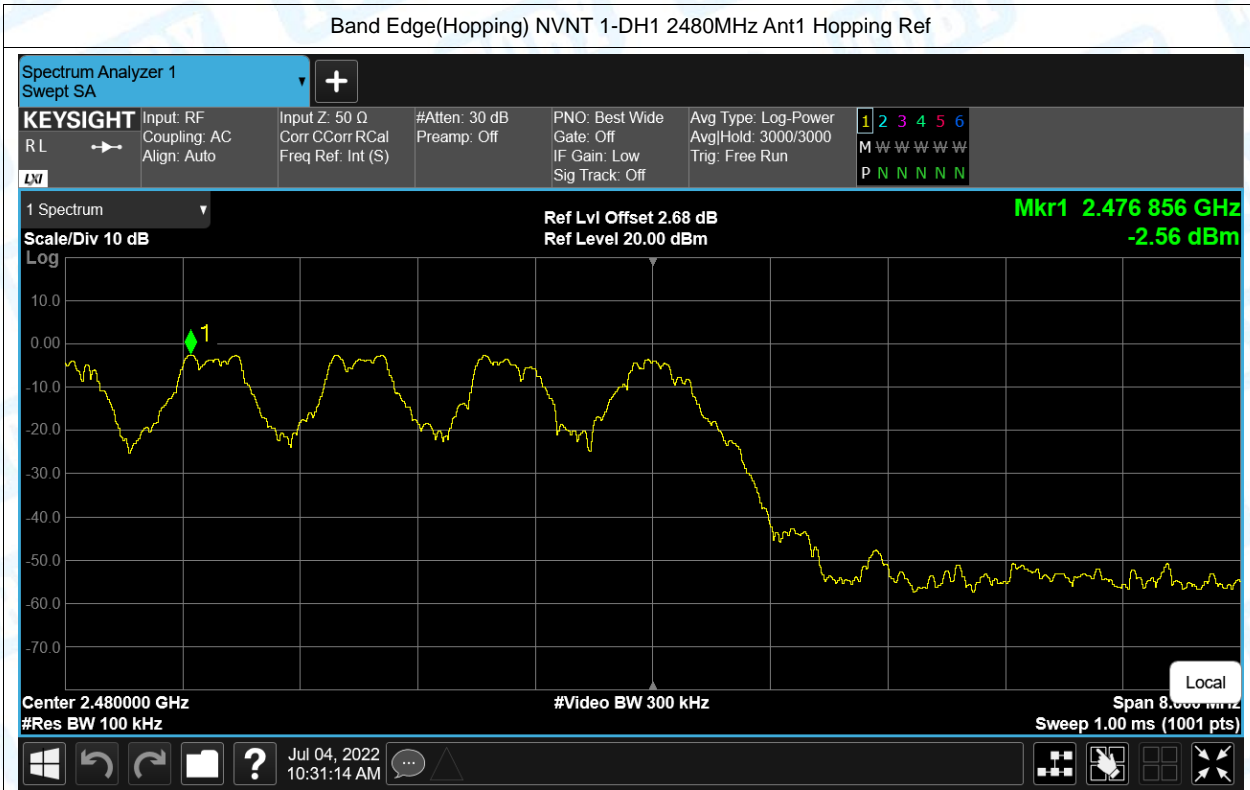 Band Edge(Hopping) NVNT 1-DH1 2480MHz Ant1 Hopping Ref
Spectrum Analyzer 1
Swept SA
KEYSIGHT
RL
LXI
Input: RF
Coupling: AC
Align: Auto
Input Z: 50 Ω
Corr CCorr RCal
Freq Ref: Int (S)
#Atten: 30 dB
Preamp: Off
PNO: Best Wide
Gate: Off
IF Gain: Low
Sig Track: Off
Avg Type: Log-Power
Avg|Hold: 3000/3000
Trig: Free Run
1 2 3 4 5 6
M W W W W W
P N N N N N
1 Spectrum
Scale/Div 10 dB
Ref Lvl Offset 2.68 dB
Ref Level 20.00 dBm
Mkr1 2.476 856 GHz
-2.56 dBm
Log
10.0
0.00
-10.0
-20.0
-30.0
-40.0
-50.0
-60.0
-70.0
1
Local
Center 2.480000 GHz
#Res BW 100 kHz
#Video BW 300 kHz
Span 8.000 MHz
Sweep 1.00 ms (1001 pts)
?
Jul 04, 2022
10:31:14 AM